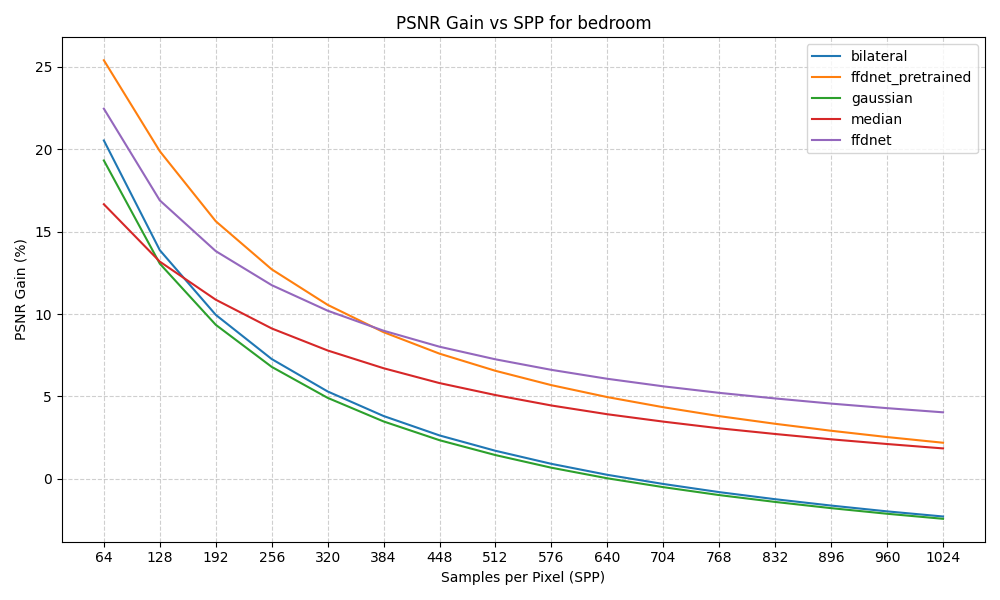 PSNR Gain vs SPP for bedroom
PSNR Gain (%)
25
20
15
10
5
0
bilateral
ffdnet_pretrained
gaussian
median
ffdnet
64 128 192 256 320 384 448 512 576 640 704 768 832 896 960 1024
Samples per Pixel (SPP)